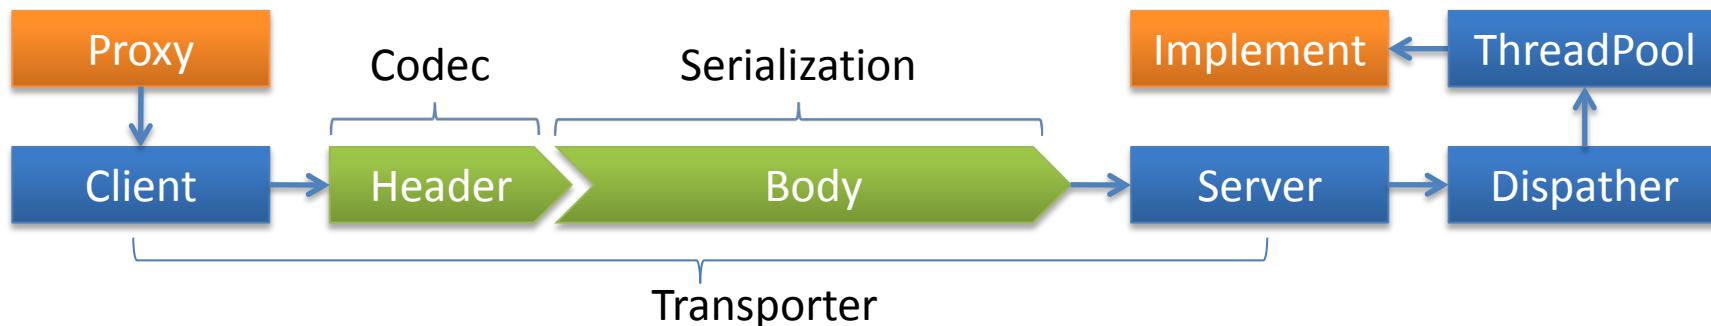 Proxy
Codec
Serialization
Implement
ThreadPool
Client
Header
Body
Server
Dispather
Transporter